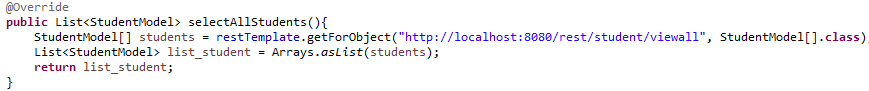 @Override
public List<StudentModel> selectAllStudents(){
    StudentModel[] students = restTemplate.getForObject("http://localhost:8080/rest/student/viewall", StudentModel[].class)
    List<StudentModel> list_student = Arrays.asList(students);
    return list_student;
}